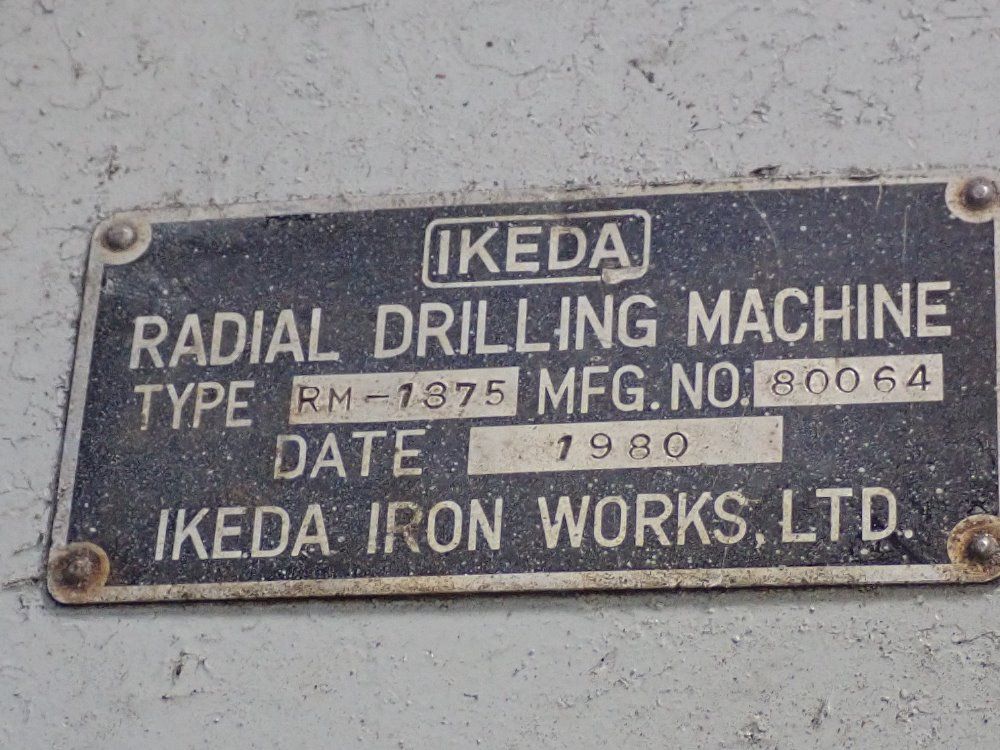 IKEDA
RADIAL DRILLING MACHINE
TYPE RM-1375 MFG. NO. 80064
DATE 1980
IKEDA IRON WORKS, LTD.